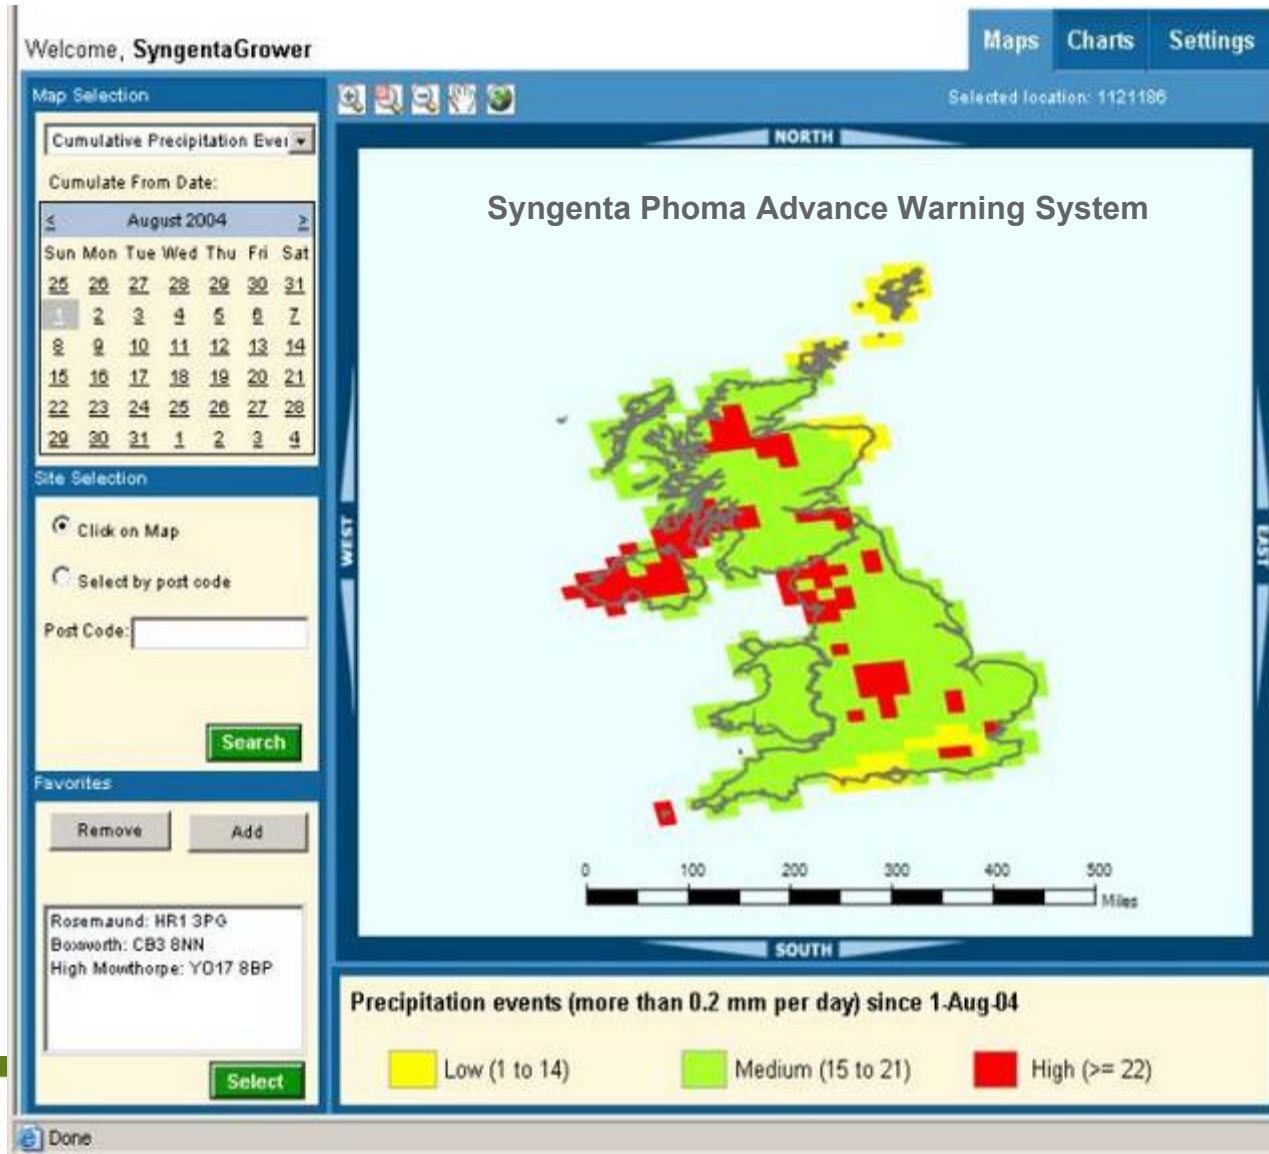 Welcome, SyngentaGrower
Maps Charts Settings
Map Selection
Selected location: 1121186
Cumulative Precipitation Ever
Cumulate From Date:
< August 2004 >
Sun Mon Tue Wed Thu Fri Sat
25 26 27 28 29 30 31
1 2 3 4 5 6 7
8 9 10 11 12 13 14
15 16 17 18 19 20 21
22 23 24 25 26 27 28
29 30 31 1 2 3 4
Site Selection
Click on Map
Select by post code
Post Code:
Search
Favorites
Remove Add
Rosemaund: HR1 3PG
Boxworth: CB3 8NN
High Mowthorpe: YO17 8BP
Select
NORTH
Syngenta Phoma Advance Warning System
WEST
EAST
0 100 200 300 400 500
Miles
SOUTH
Precipitation events (more than 0.2 mm per day) since 1-Aug-04
Low (1 to 14) Medium (15 to 21) High (>= 22)
Done